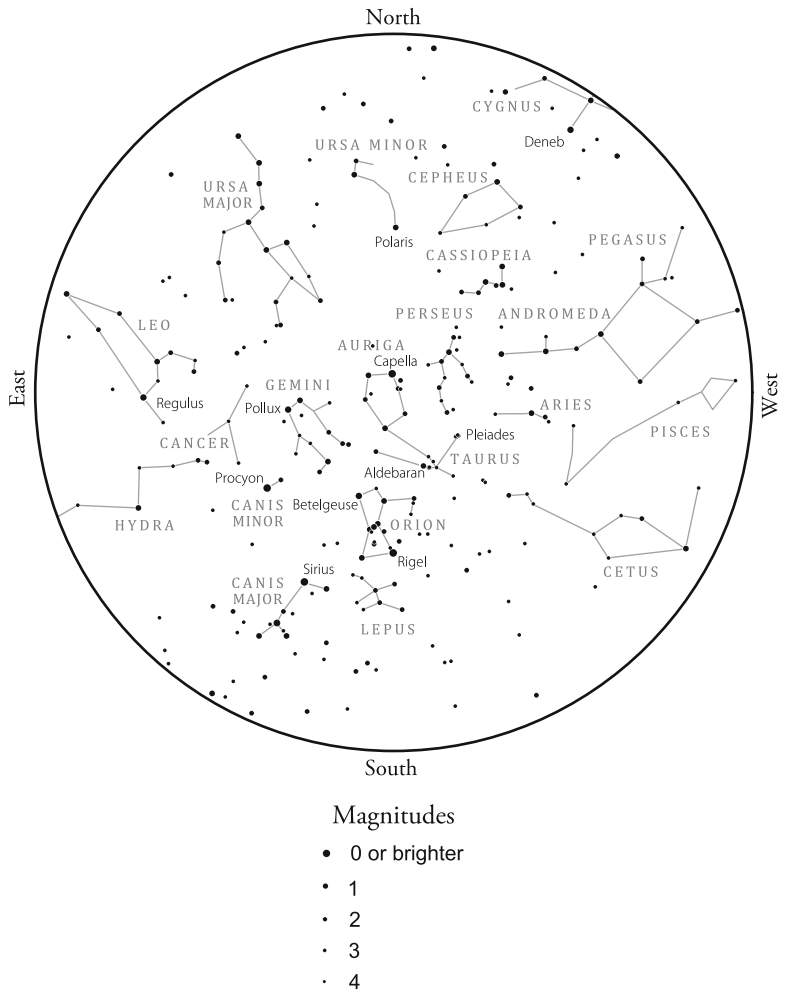 North
CYGNUS
Deneb
URSA MINOR
CEPHEUS
URSA
MAJOR
Polaris
PEGASUS
CASSIOPEIA
PERSEUS
ANDROMEDA
LEO
AURIGA
Capella
East
West
GEMINI
Regulus
Pollux
ARIES
PISCES
CANCER
Pleiades
TAURUS
Aldebaran
Procyon
CANIS
MINOR
Betelgeuse
HYDRA
ORION
Rigel
Sirius
CETUS
CANIS
MAJOR
LEPUS
South
Magnitudes
0 or brighter
1
2
3
4